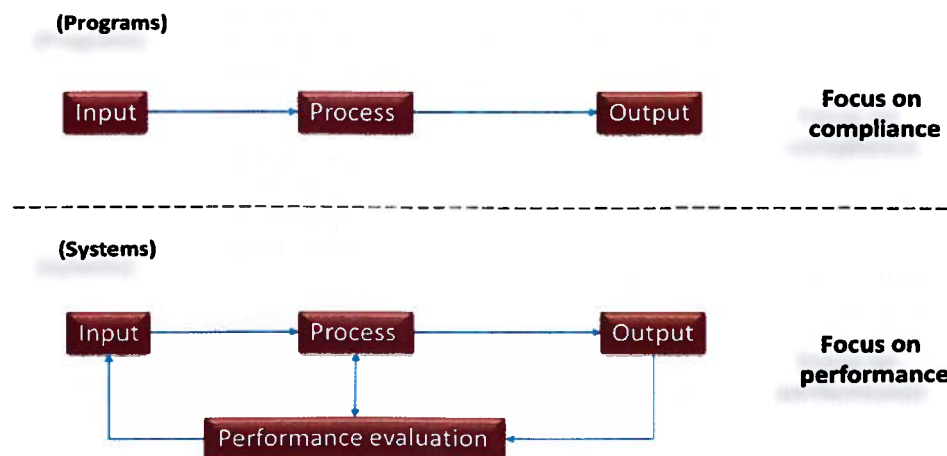 (Programs)
Input
Process
Output
Focus on
compliance
(Systems)
Input
Process
Output
Focus on
performance
Performance evaluation